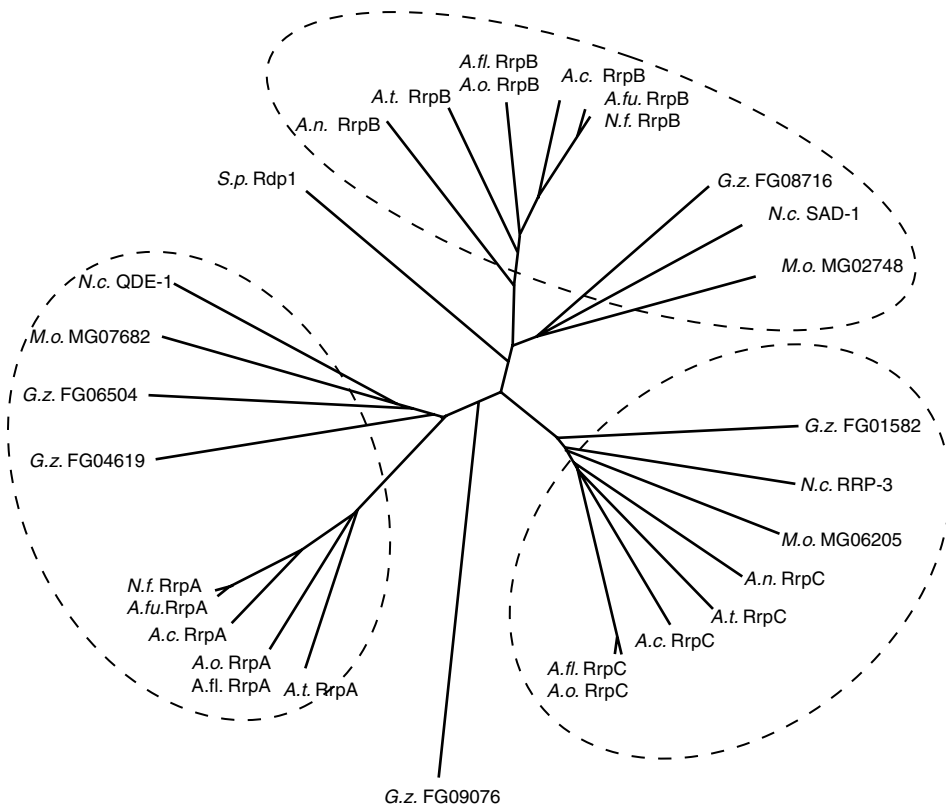 A.fl. RrpB
A.o. RrpB
A.c. RrpB
A.fu. RrpB
N.f. RrpB
A.t. RrpB
A.n. RrpB
S.p. Rdp1
G.z. FG08716
N.c. SAD-1
M.o. MG02748
N.c. QDE-1
M.o. MG07682
G.z. FG06504
G.z. FG04619
G.z. FG01582
N.c. RRP-3
M.o. MG06205
A.n. RrpC
A.t. RrpC
A.c. RrpC
A.fl. RrpC
A.o. RrpC
N.f. RrpA
A.fu.RrpA
A.c. RrpA
A.o. RrpA
A.fl. RrpA
A.t. RrpA
G.z. FG09076